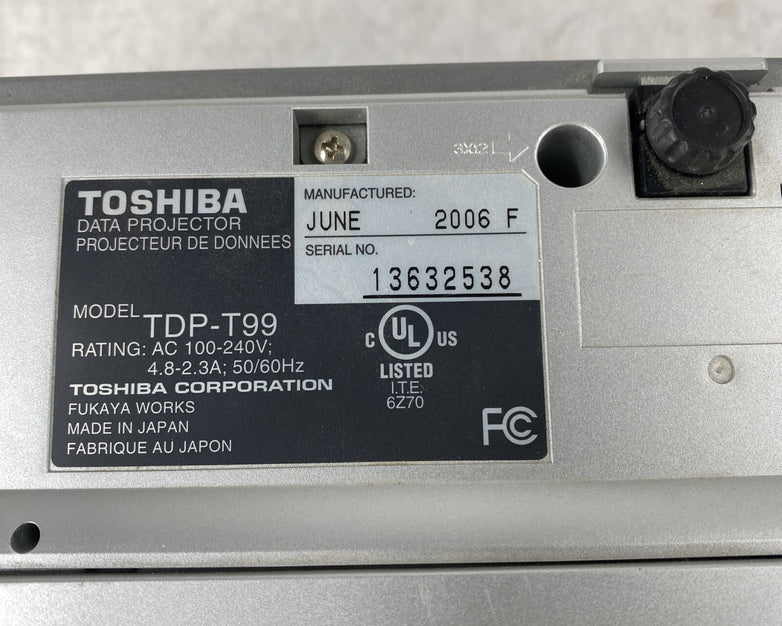 3X12
TOSHIBA
DATA PROJECTOR
PROJECTEUR DE DONNEES
MANUFACTURED:
JUNE 2006 F
SERIAL NO.
13632538
MODEL TDP-T99
RATING: AC 100-240V;
4.8-2.3A; 50/60Hz
TOSHIBA CORPORATION
FUKAYA WORKS
MADE IN JAPAN
FABRIQUE AU JAPON
C UL US
LISTED
I.T.E.
6Z70
FC